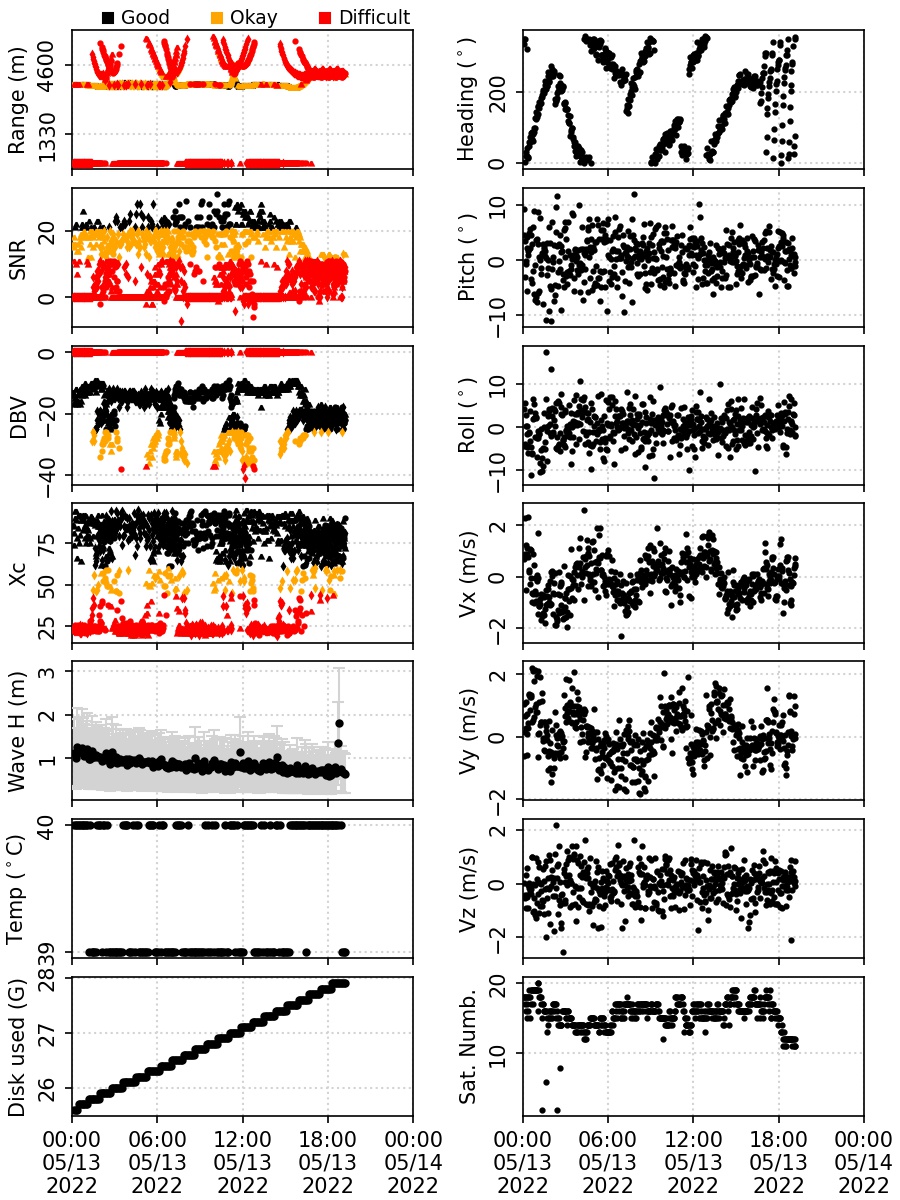 Good Okay Difficult
Range (m)
4600
1330
Heading (°)
200
0
SNR
20
0
Pitch (°)
10
0
−10
DBV
0
−20
−40
Roll (°)
10
0
−10
Xc
75
50
25
Vx (m/s)
2
0
−2
Wave H (m)
3
2
1
Vy (m/s)
2
0
−2
Temp (°C)
40
39
Vz (m/s)
2
0
−2
Disk used (G)
28
27
26
Sat. Numb.
20
10
00:00 06:00 12:00 18:00 00:00
05/13 05/13 05/13 05/13 05/14
2022 2022 2022 2022 2022
00:00 06:00 12:00 18:00 00:00
05/13 05/13 05/13 05/13 05/14
2022 2022 2022 2022 2022